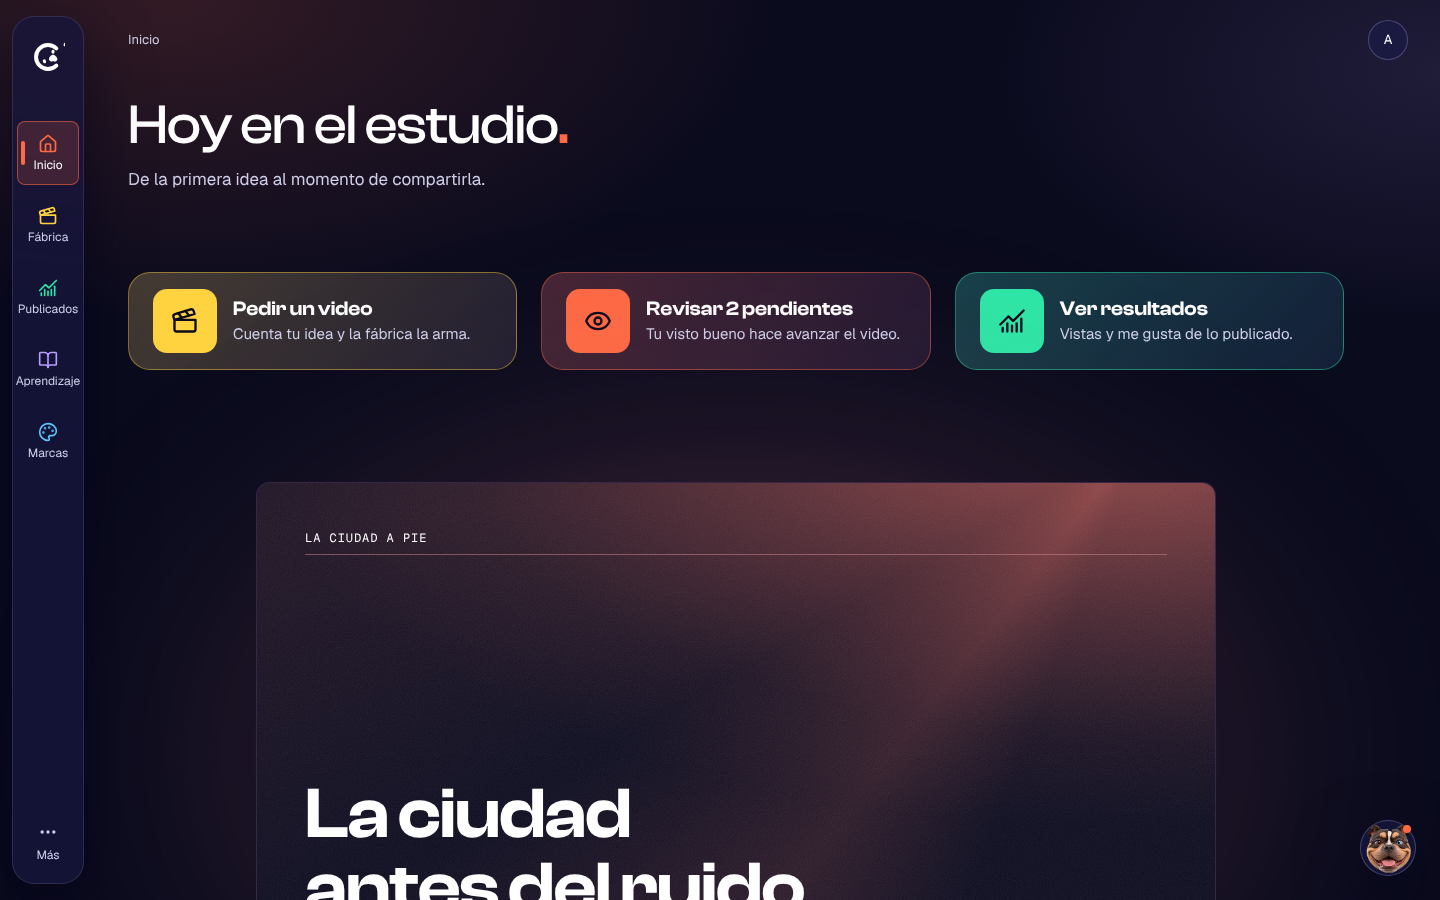 Inicio
A
Inicio
Fábrica
Publicados
Aprendizaje
Marcas
Más
Hoy en el estudio.
De la primera idea al momento de compartirla.
Pedir un video
Cuenta tu idea y la fábrica la arma.
Revisar 2 pendientes
Tu visto bueno hace avanzar el video.
Ver resultados
Vistas y me gusta de lo publicado.
LA CIUDAD A PIE
La ciudad
antes del ruido